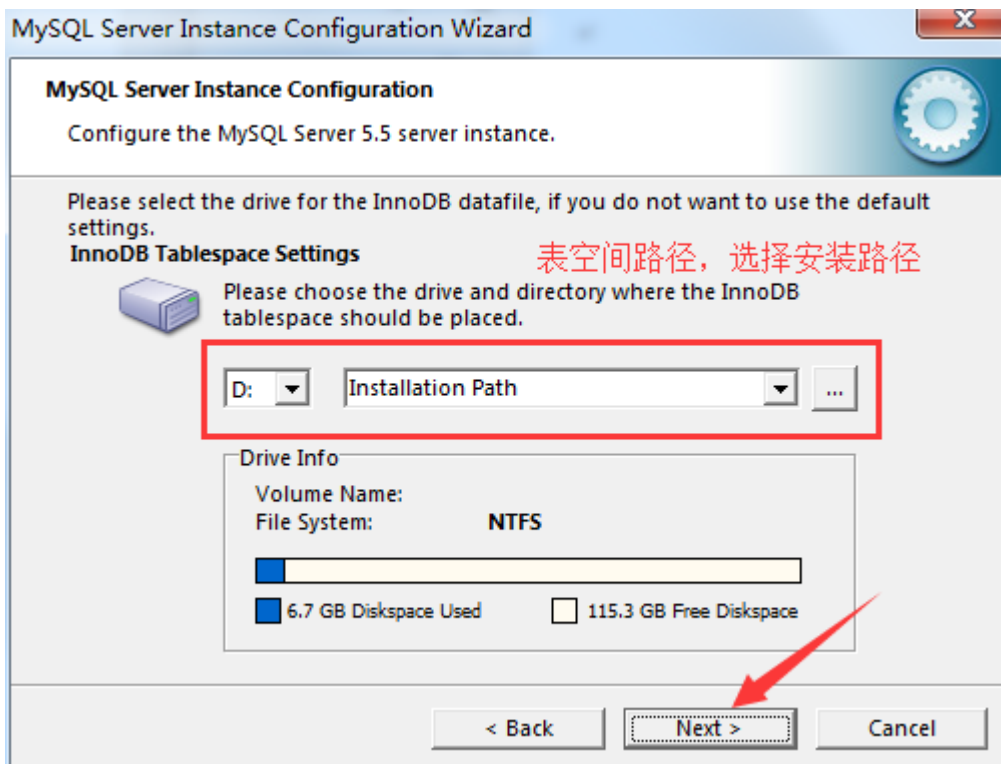 MySQL Server Instance Configuration Wizard
x
MySQL Server Instance Configuration
Configure the MySQL Server 5.5 server instance.
Please select the drive for the InnoDB datafile, if you do not want to use the default
settings.
InnoDB Tablespace Settings
表空间路径，选择安装路径
Please choose the drive and directory where the InnoDB
tablespace should be placed.
D: Installation Path ...
Drive Info
Volume Name:
File System: NTFS
6.7 GB Diskspace Used 115.3 GB Free Diskspace
< Back Next > Cancel